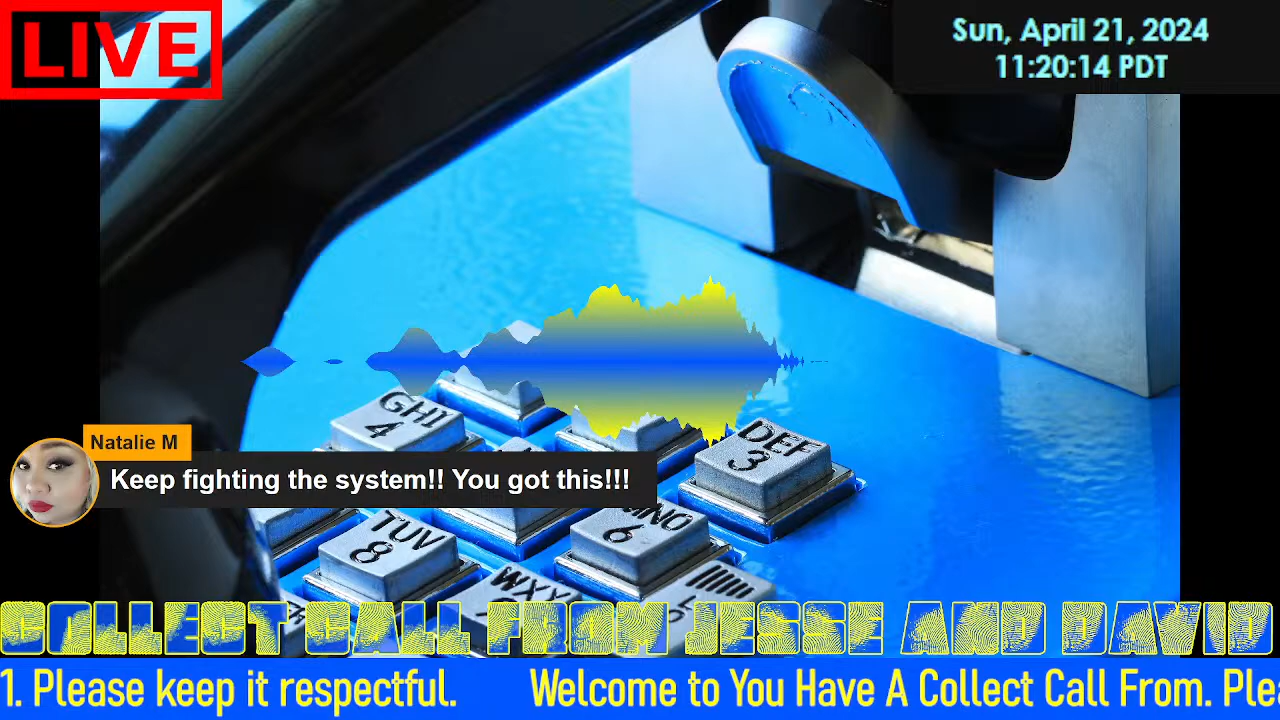 LIVE
Sun, April 21, 2024
11:20:14 PDT
GHI
4
DEF
3
Natalie M
Keep fighting the system!! You got this!!!
6
TUV
8
WXY
COLLECT CALL FROM JESSE AND DAVID
1. Please keep it respectful. Welcome to You Have A Collect Call From. Plea